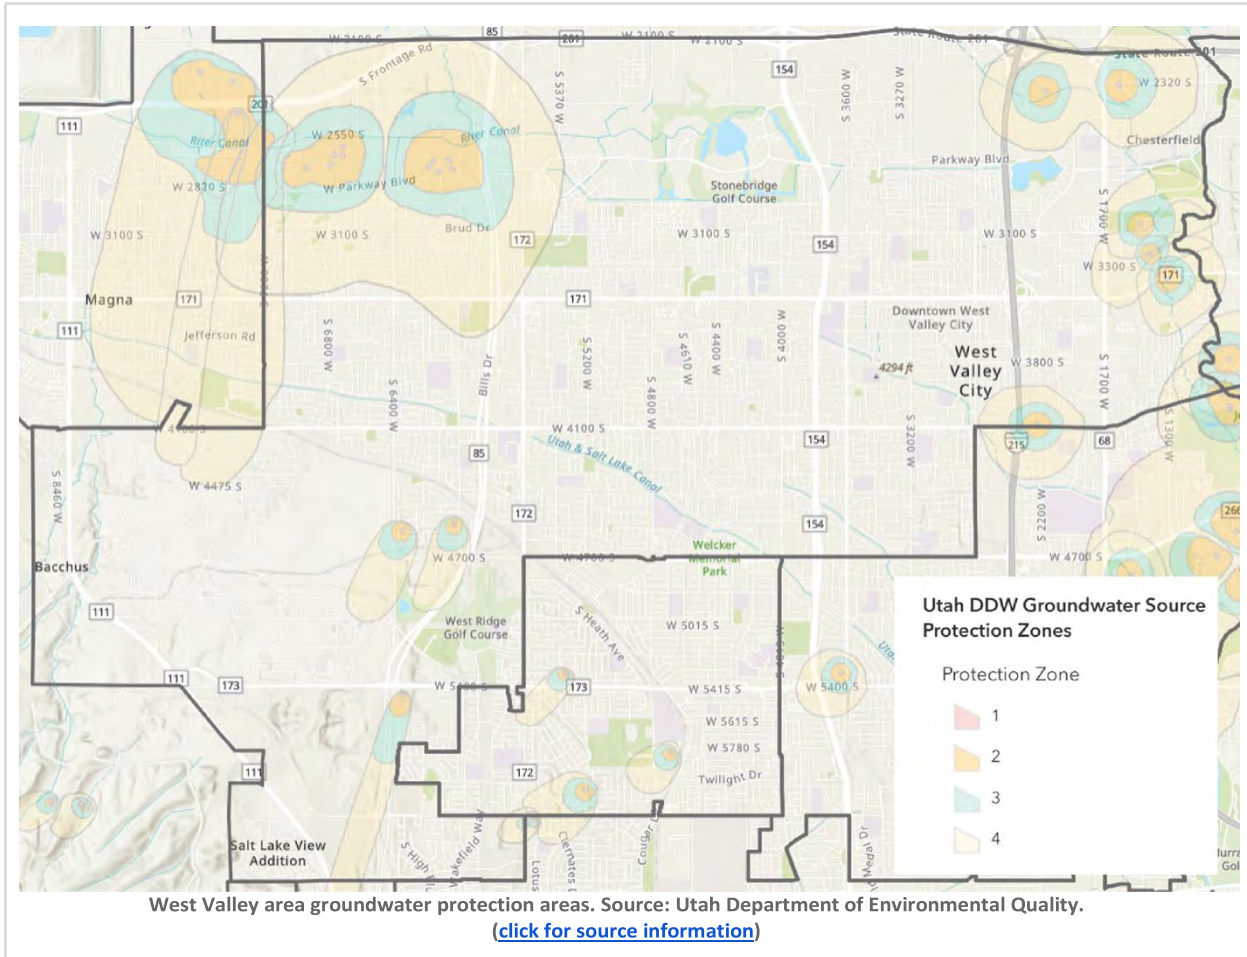 85
201
W 2100 S
W 2100 S
State Route 201
State Route 201
S Frontage Rd
154
S 5370 W
S 3600 W
S 3270 W
W 2320 S
201
111
Riter Canal
W 2550 S
Riter Canal
Chesterfield
Parkway Blvd
W 2820 S
W Parkway Blvd
Stonebridge
Golf Course
S 1700 W
W 3100 S
W 3100 S
Brud Dr
172
W 3100 S
154
W 3100 S
W 3300 S
171
Magna
171
171
111
Jefferson Rd
S 6800 W
S 5200 W
S 4610 W
S 4400 W
S 4000 W
Downtown West
Valley City
West
Valley
City
W 3800 S
4294 ft
Bills Dr
S 6400 W
S 4800 W
S 1700 W
S 3200 W
S 1300 W
W 4100 S
W 4100 S
154
215
68
85
Utah & Salt Lake Canal
S 8460 W
W 4475 S
172
154
S 2200 W
266
W 4700 S
W 4700 S
Welcker
Memorial
Park
W 4700 S
Bacchus
111
West Ridge
Golf Course
S Heath Ave
W 5015 S
Utah DDW Groundwater Source
Protection Zones
Protection Zone
1
2
3
4
111
173
173
W 5415 S
W 5400 S
W 5615 S
W 5780 S
111
172
Twilight Dr
Salt Lake View
Addition
Wakefield Way
West Valley area groundwater protection areas. Source: Utah Department of Environmental Quality.
(click for source information)